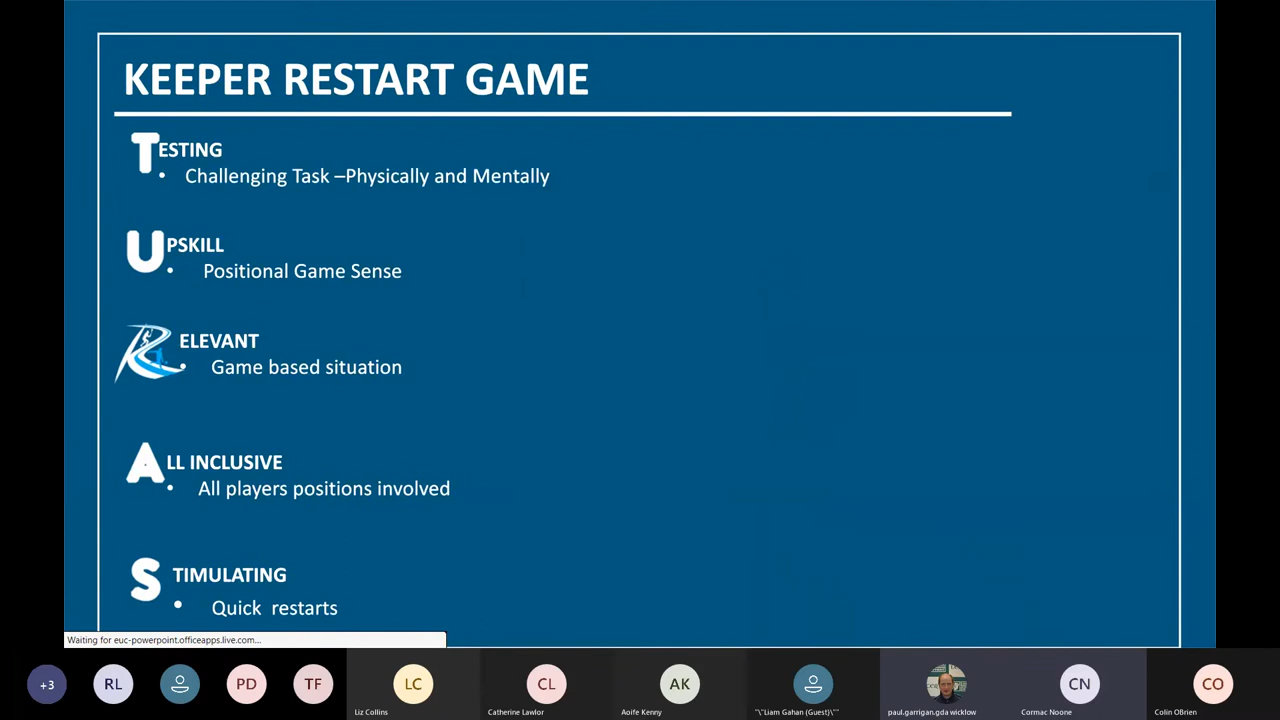 KEEPER RESTART GAME
TESTING
• Challenging Task –Physically and Mentally
UPSKILL
• Positional Game Sense
RELEVANT
• Game based situation
ALL INCLUSIVE
• All players positions involved
STIMULATING
• Quick restarts
Waiting for euc-powerpoint.officeapps.live.com...
+3
RL
PD
TF
LC
CL
AK
CN
CO
Liz Collins
Catherine Lawlor
Aoife Kenny
"\"Liam Gahan (Guest)\""
paul.garrigan.gda wicklow
Cormac Noone
Colin OBrien